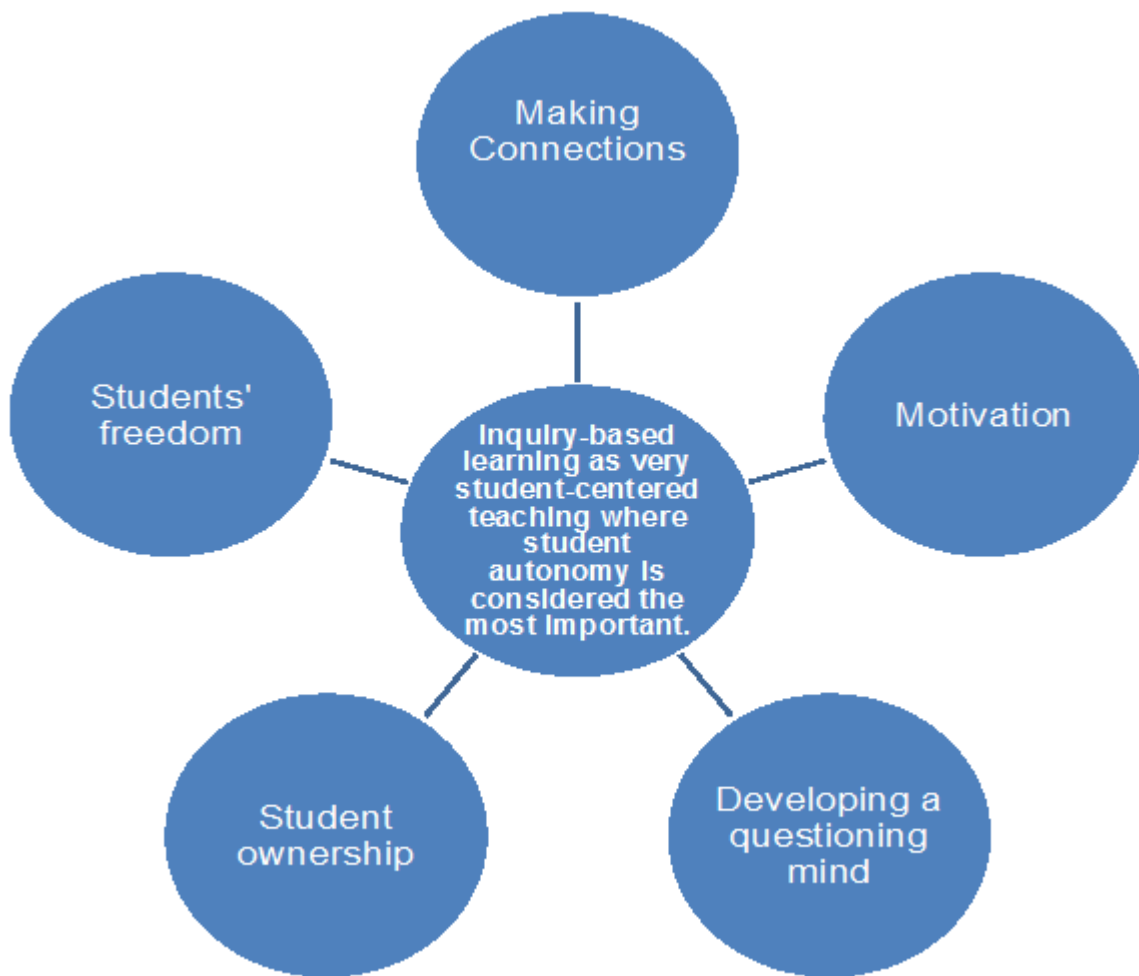 Making
Connections
Students'
freedom
Motivation
Inquiry-based
learning as very
student-centered
teaching where
student
autonomy is
considered the
most important.
Student
ownership
Developing a
questioning
mind